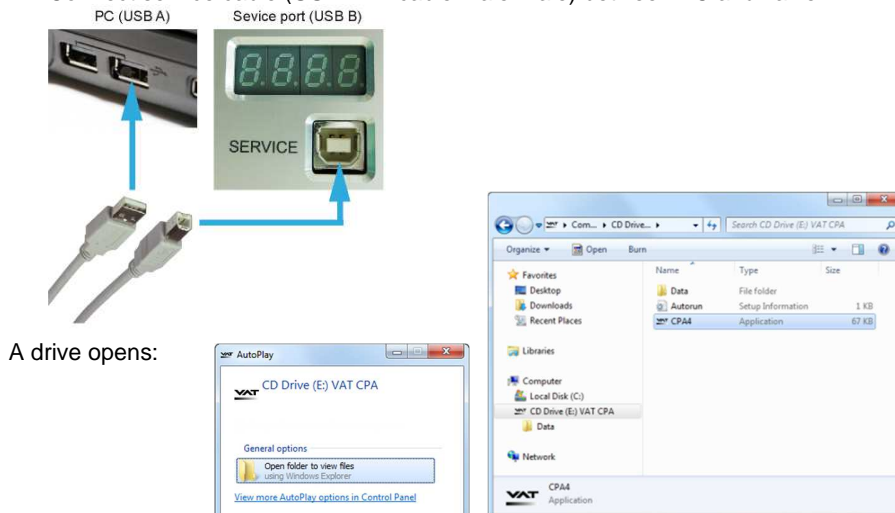 PC (USB A)
Sevice port (USB B)
8.8.8.8.
SERVICE
A drive opens:
VAT AutoPlay
VAT CD Drive (E:) VAT CPA
General options
Open folder to view files
using Windows Explorer
View more AutoPlay options in Control Panel
VAT Com... CD Drive...
Search CD Drive (E:) VAT CPA
Organize
Open
Burn
Favorites
Desktop
Downloads
Recent Places
Libraries
Computer
Local Disk (C:)
CD Drive (E:) VAT CPA
Data
Network
Name Type Size
Data File folder
Autorun Setup Information 1 KB
CPA4 Application 67 KB
VAT
CPA4
Application